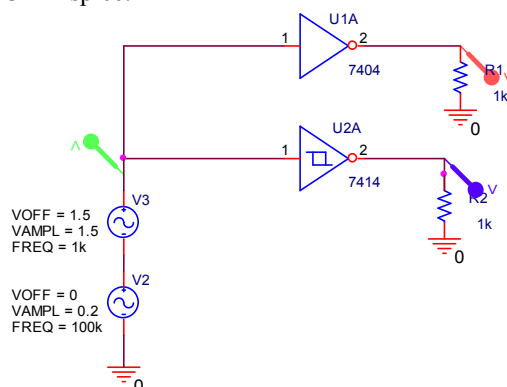 U1A
1
2
7404
R1
V
1k
0
U2A
1
2
7414
V
R2
1k
0
V
V3
VOFF = 1.5
VAMPL = 1.5
FREQ = 1k
V2
VOFF = 0
VAMPL = 0.2
FREQ = 100k
0